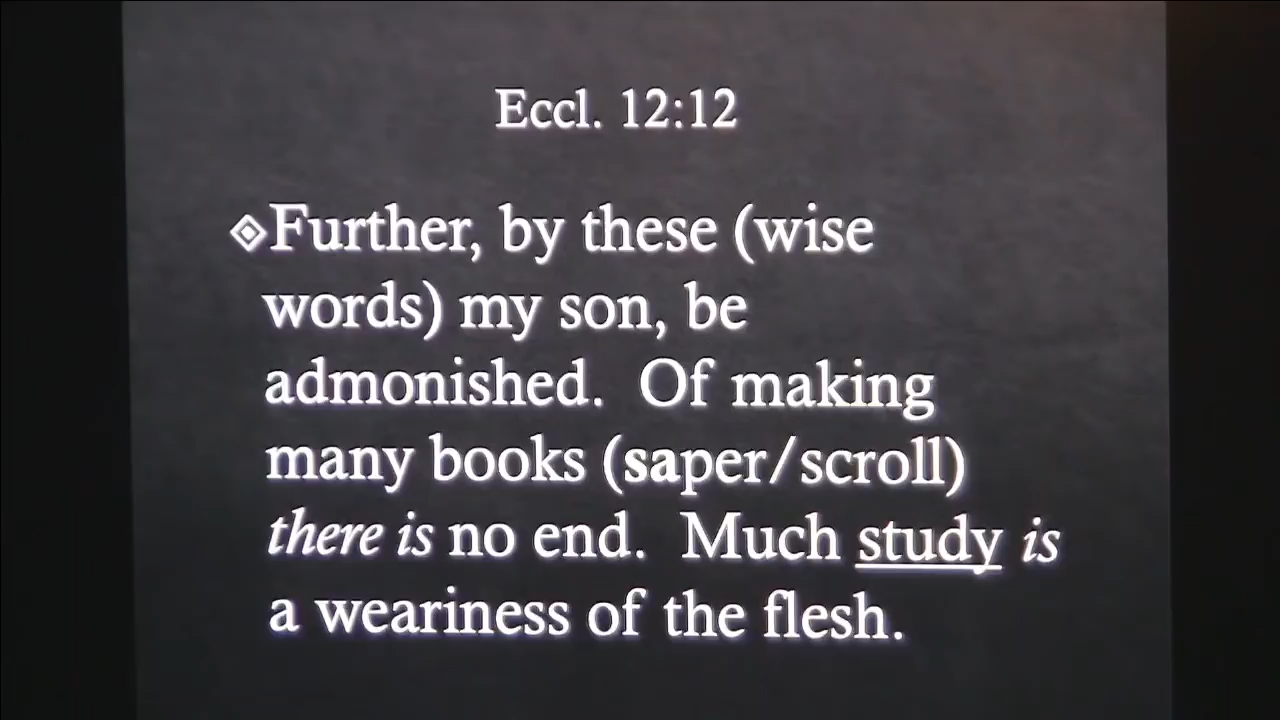 Eccl. 12:12
Further, by these (wise
words) my son, be
admonished.  Of making
many books (saper/scroll)
there is no end.  Much study is
a weariness of the flesh.